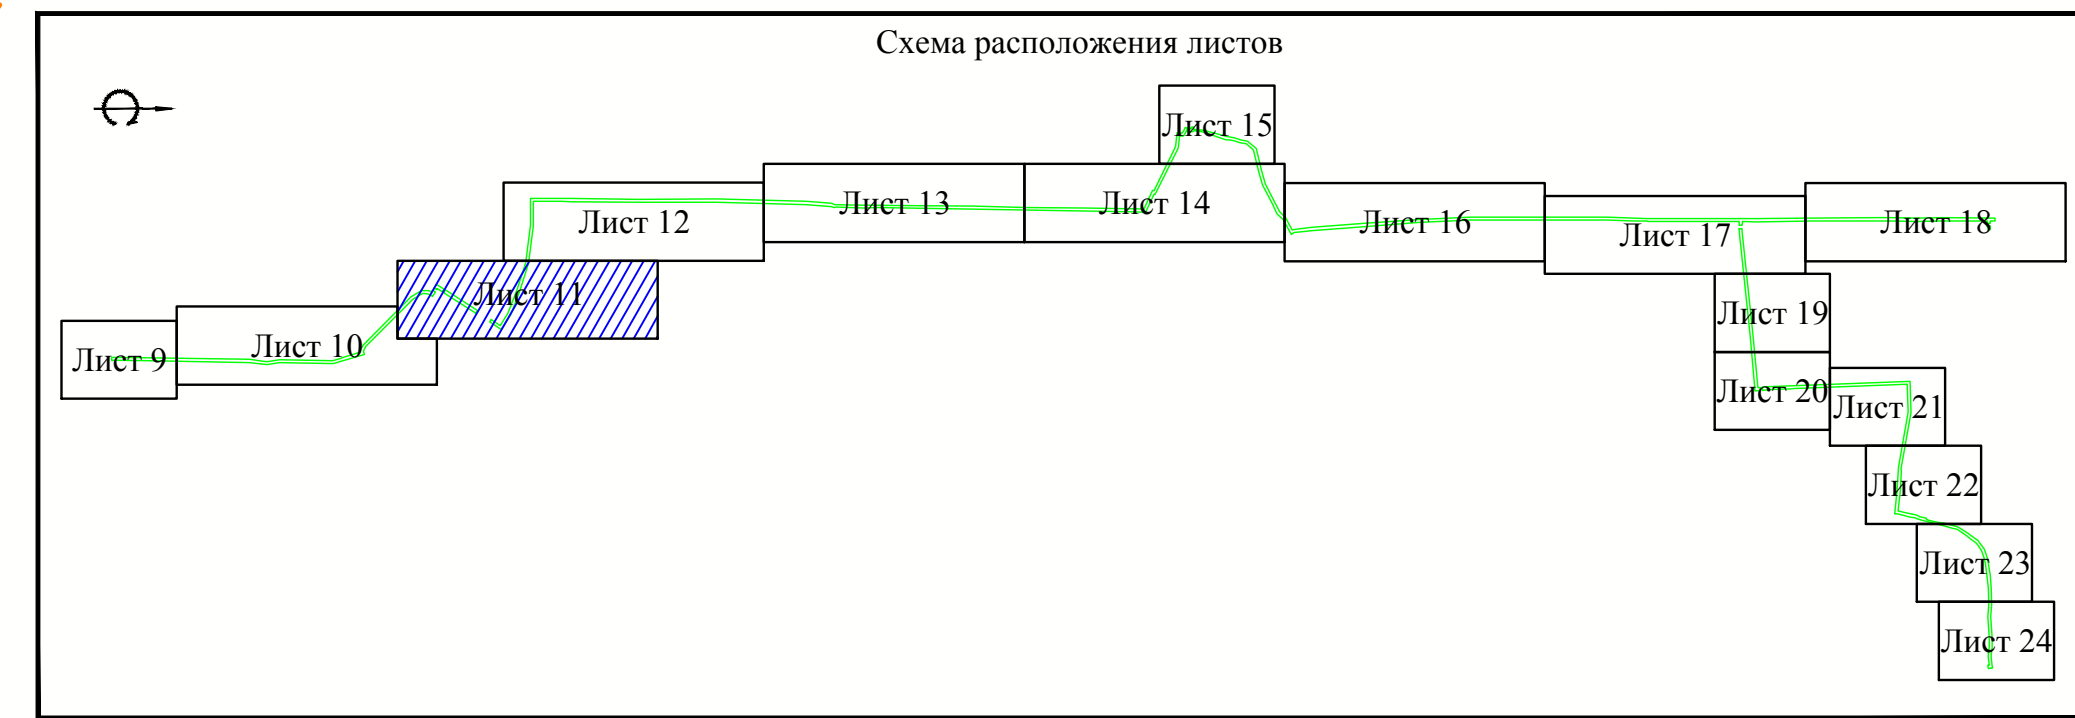 Схема расположения листов
Лист 9
Лист 10
Лист 11
Лист 12
Лист 13
Лист 14
Лист 15
Лист 16
Лист 17
Лист 18
Лист 19
Лист 20
Лист 21
Лист 22
Лист 23
Лист 24